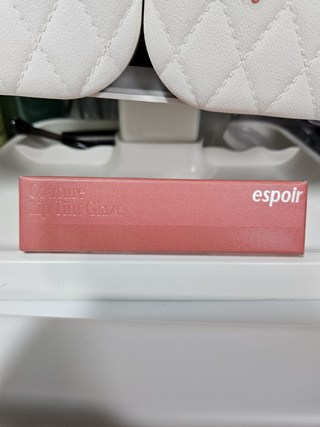 Couture
Lip Tint Glaze
espoir